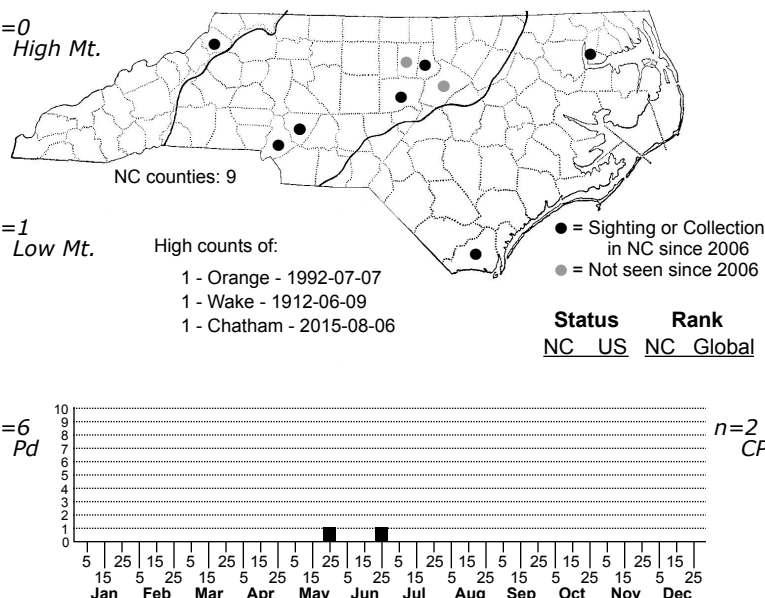 =0
High Mt.
NC counties: 9
=1
Low Mt.
High counts of:
1 - Orange - 1992-07-07
1 - Wake - 1912-06-09
1 - Chatham - 2015-08-06
= Sighting or Collection
in NC since 2006
= Not seen since 2006
Status Rank
NC US NC Global
=6
Pd
10
9
8
7
6
5
4
3
2
1
0
n=2
CP
5 25 15 5 25 15 5 25 15 5 25 15 5 25 15 5 25 15
15 5 25 15 5 25 15 5 25 15 5 25 15 5 25 15 5 25
Jan Feb Mar Apr May Jun Jul Aug Sep Oct Nov Dec